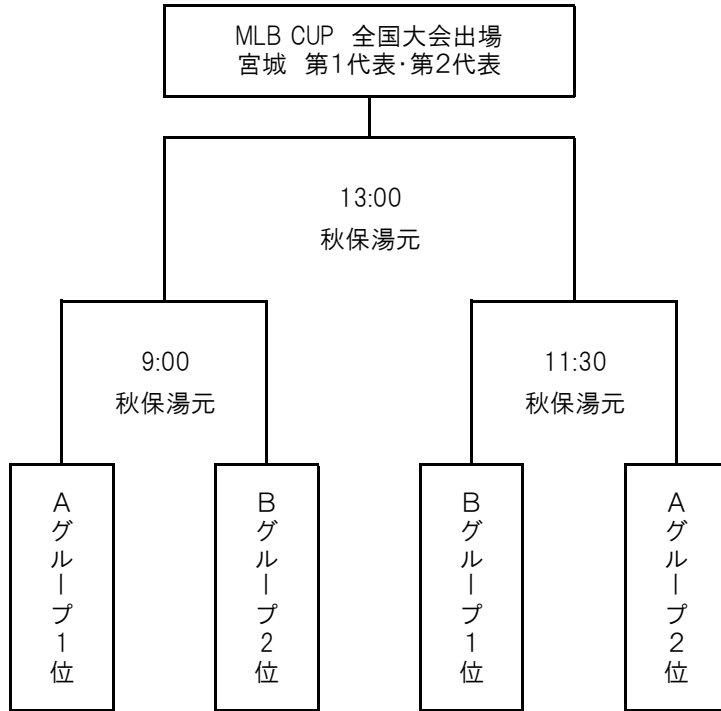 MLB CUP 全国大会出場
宮城 第1代表・第2代表
13:00
秋保湯元
9:00
秋保湯元
11:30
秋保湯元
Aグループ1位
Bグループ2位
Bグループ1位
Aグループ2位